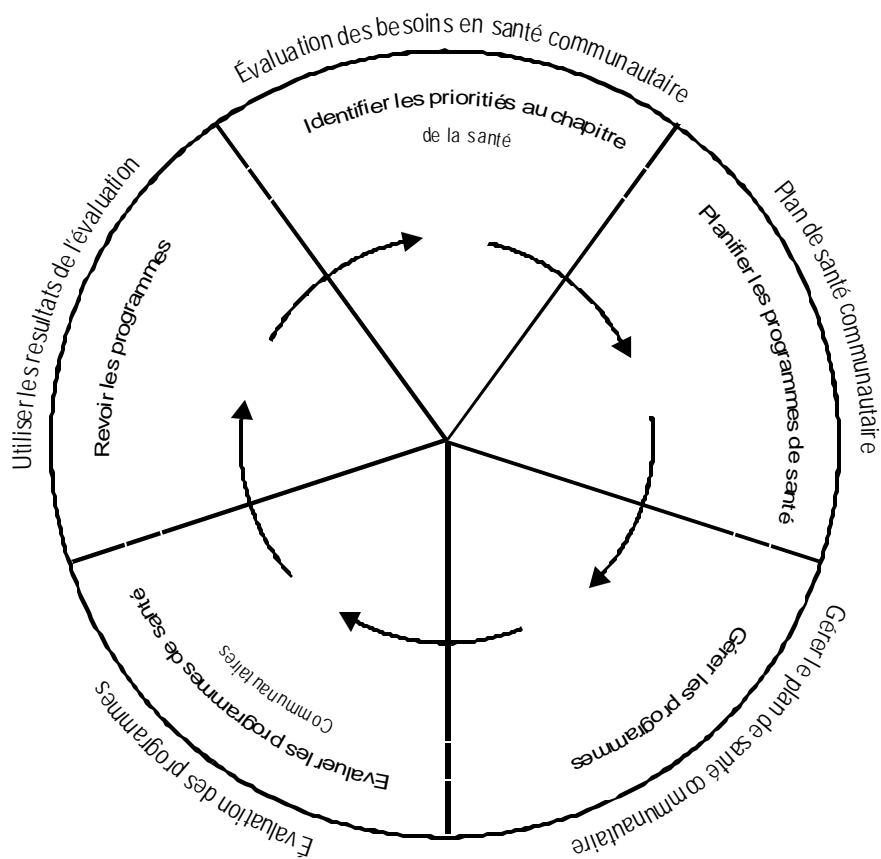 Évaluation des besoins en santé communautaire
Identifier les prioritiés au chapitre
de la santé
Plan de santé communautaire
Planifier les programmes de santé
Gérer le plan de santé communautaire
Gérer les programmes
Évaluation des programmes
Evaluer les programmes de santé
Communautaires
Utiliser les resultats de l'évaluation
Revoir les programmes